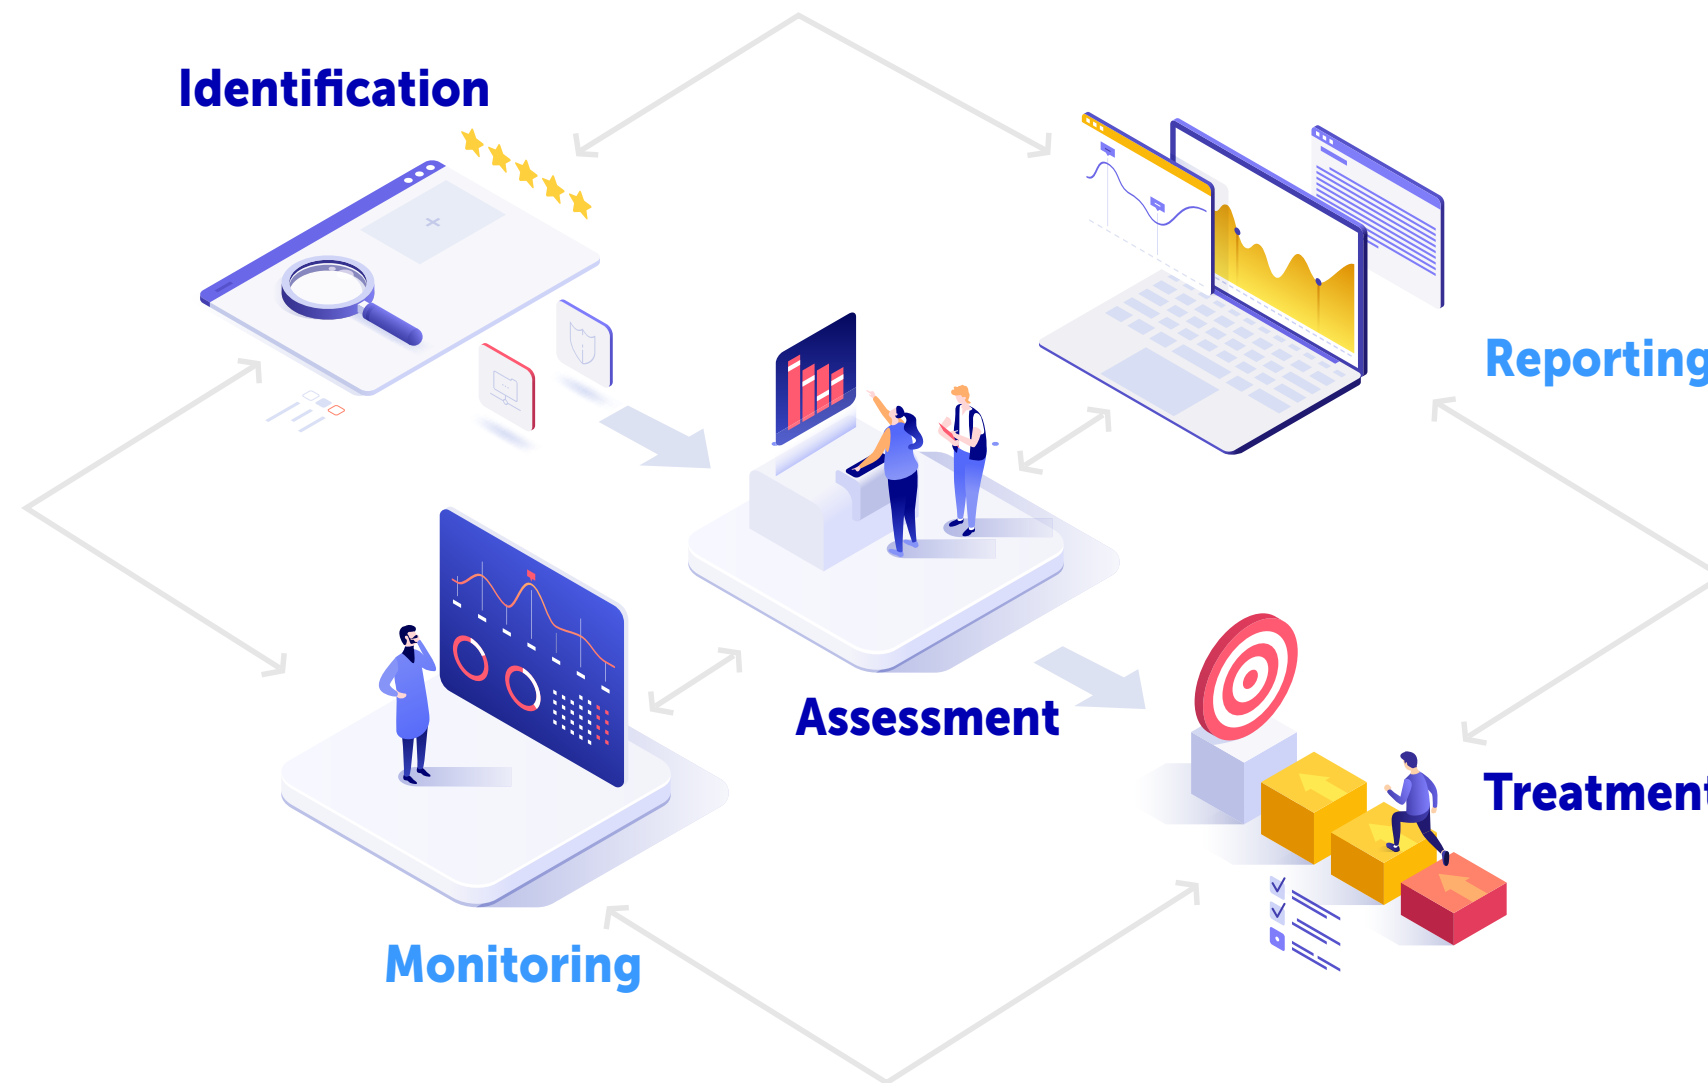 Identification
Reporting
Assessment
Treatment
Monitoring